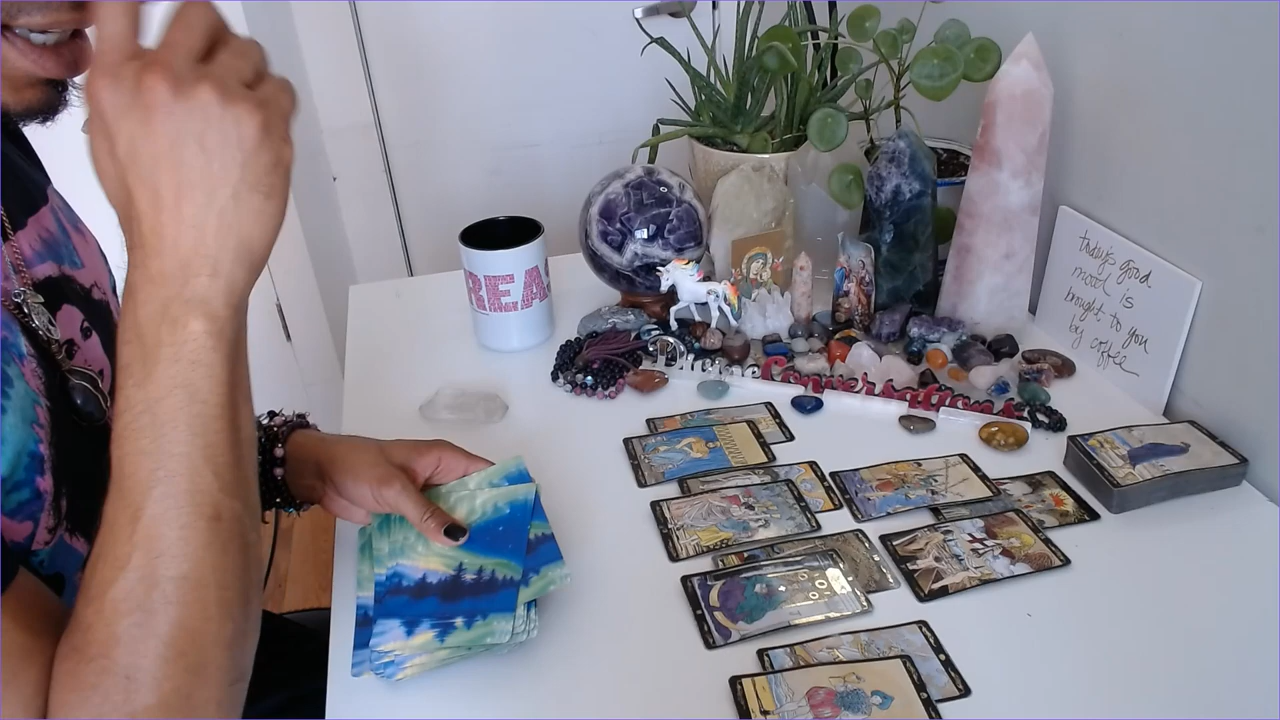 REA
Divine Conversations
today's good
mood is
brought to you
by coffee